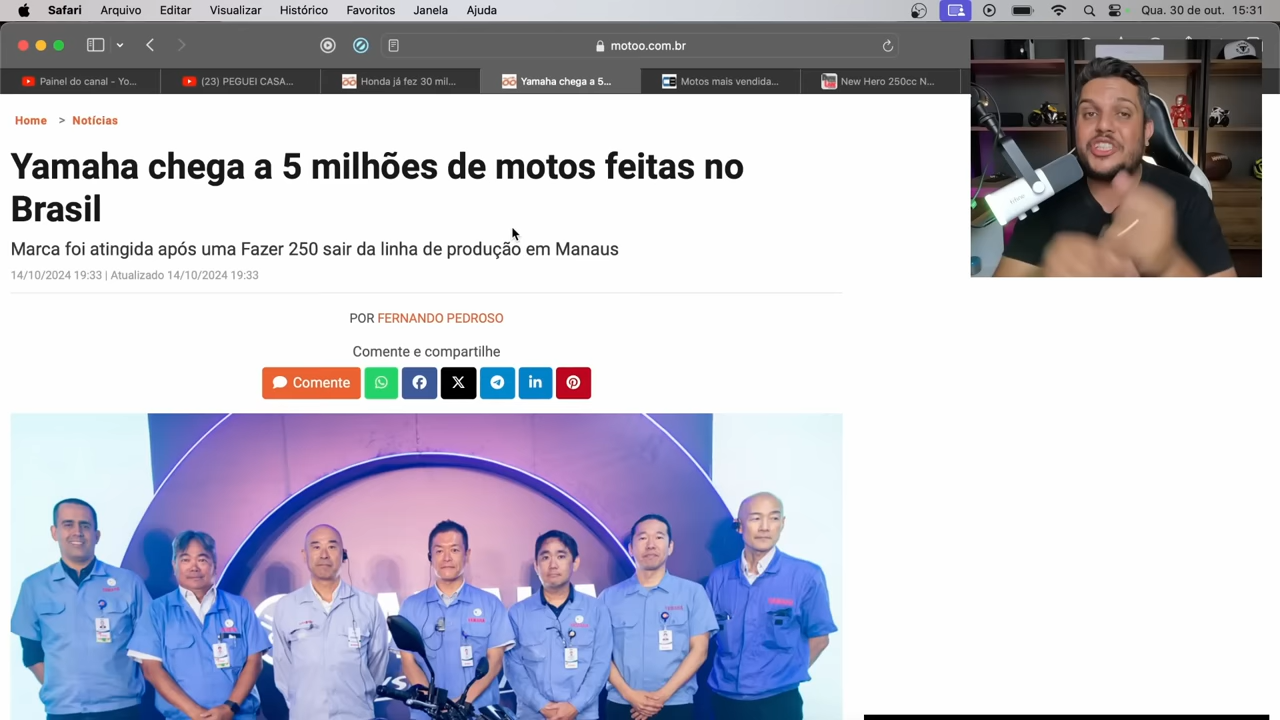 Safari Arquivo Editar Visualizar Histórico Favoritos Janela Ajuda Qua. 30 de out. 15:31
motoo.com.br
Painel do canal - Yo... (23) PEGUEI CASA... Honda já fez 30 mil... Yamaha chega a 5... Motos mais vendida... New Hero 250cc N...
Home > Notícias
Yamaha chega a 5 milhões de motos feitas no
Brasil
Marca foi atingida após uma Fazer 250 sair da linha de produção em Manaus
14/10/2024 19:33 | Atualizado 14/10/2024 19:33
POR FERNANDO PEDROSO
Comente e compartilhe
Comente